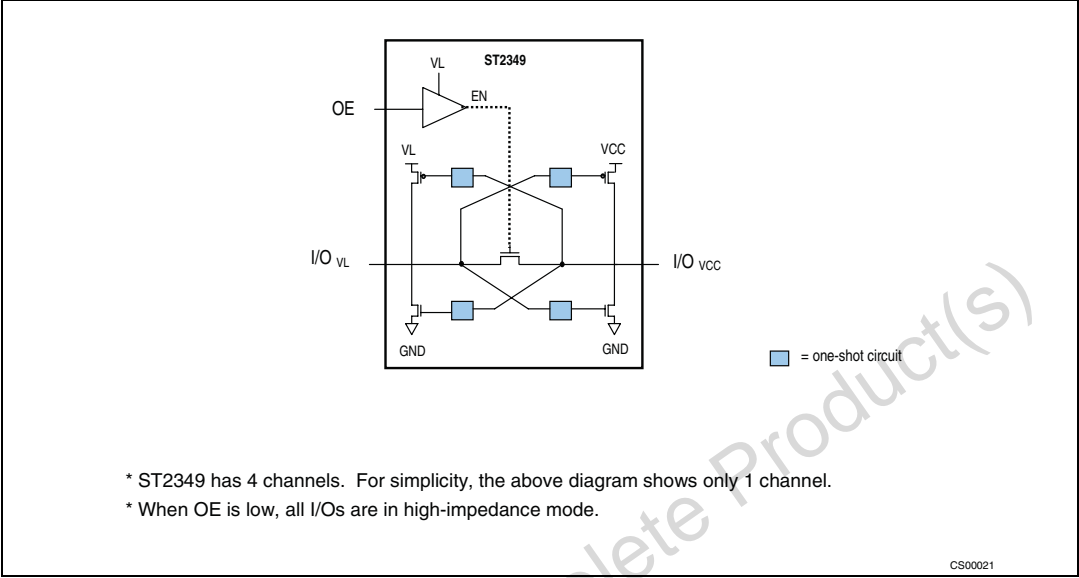 ST2349
VL
OE
EN
VL
VCC
I/O VL
I/O VCC
GND
GND
= one-shot circuit
* ST2349 has 4 channels. For simplicity, the above diagram shows only 1 channel.
* When OE is low, all I/Os are in high-impedance mode.
CS00021
lete Product(s)